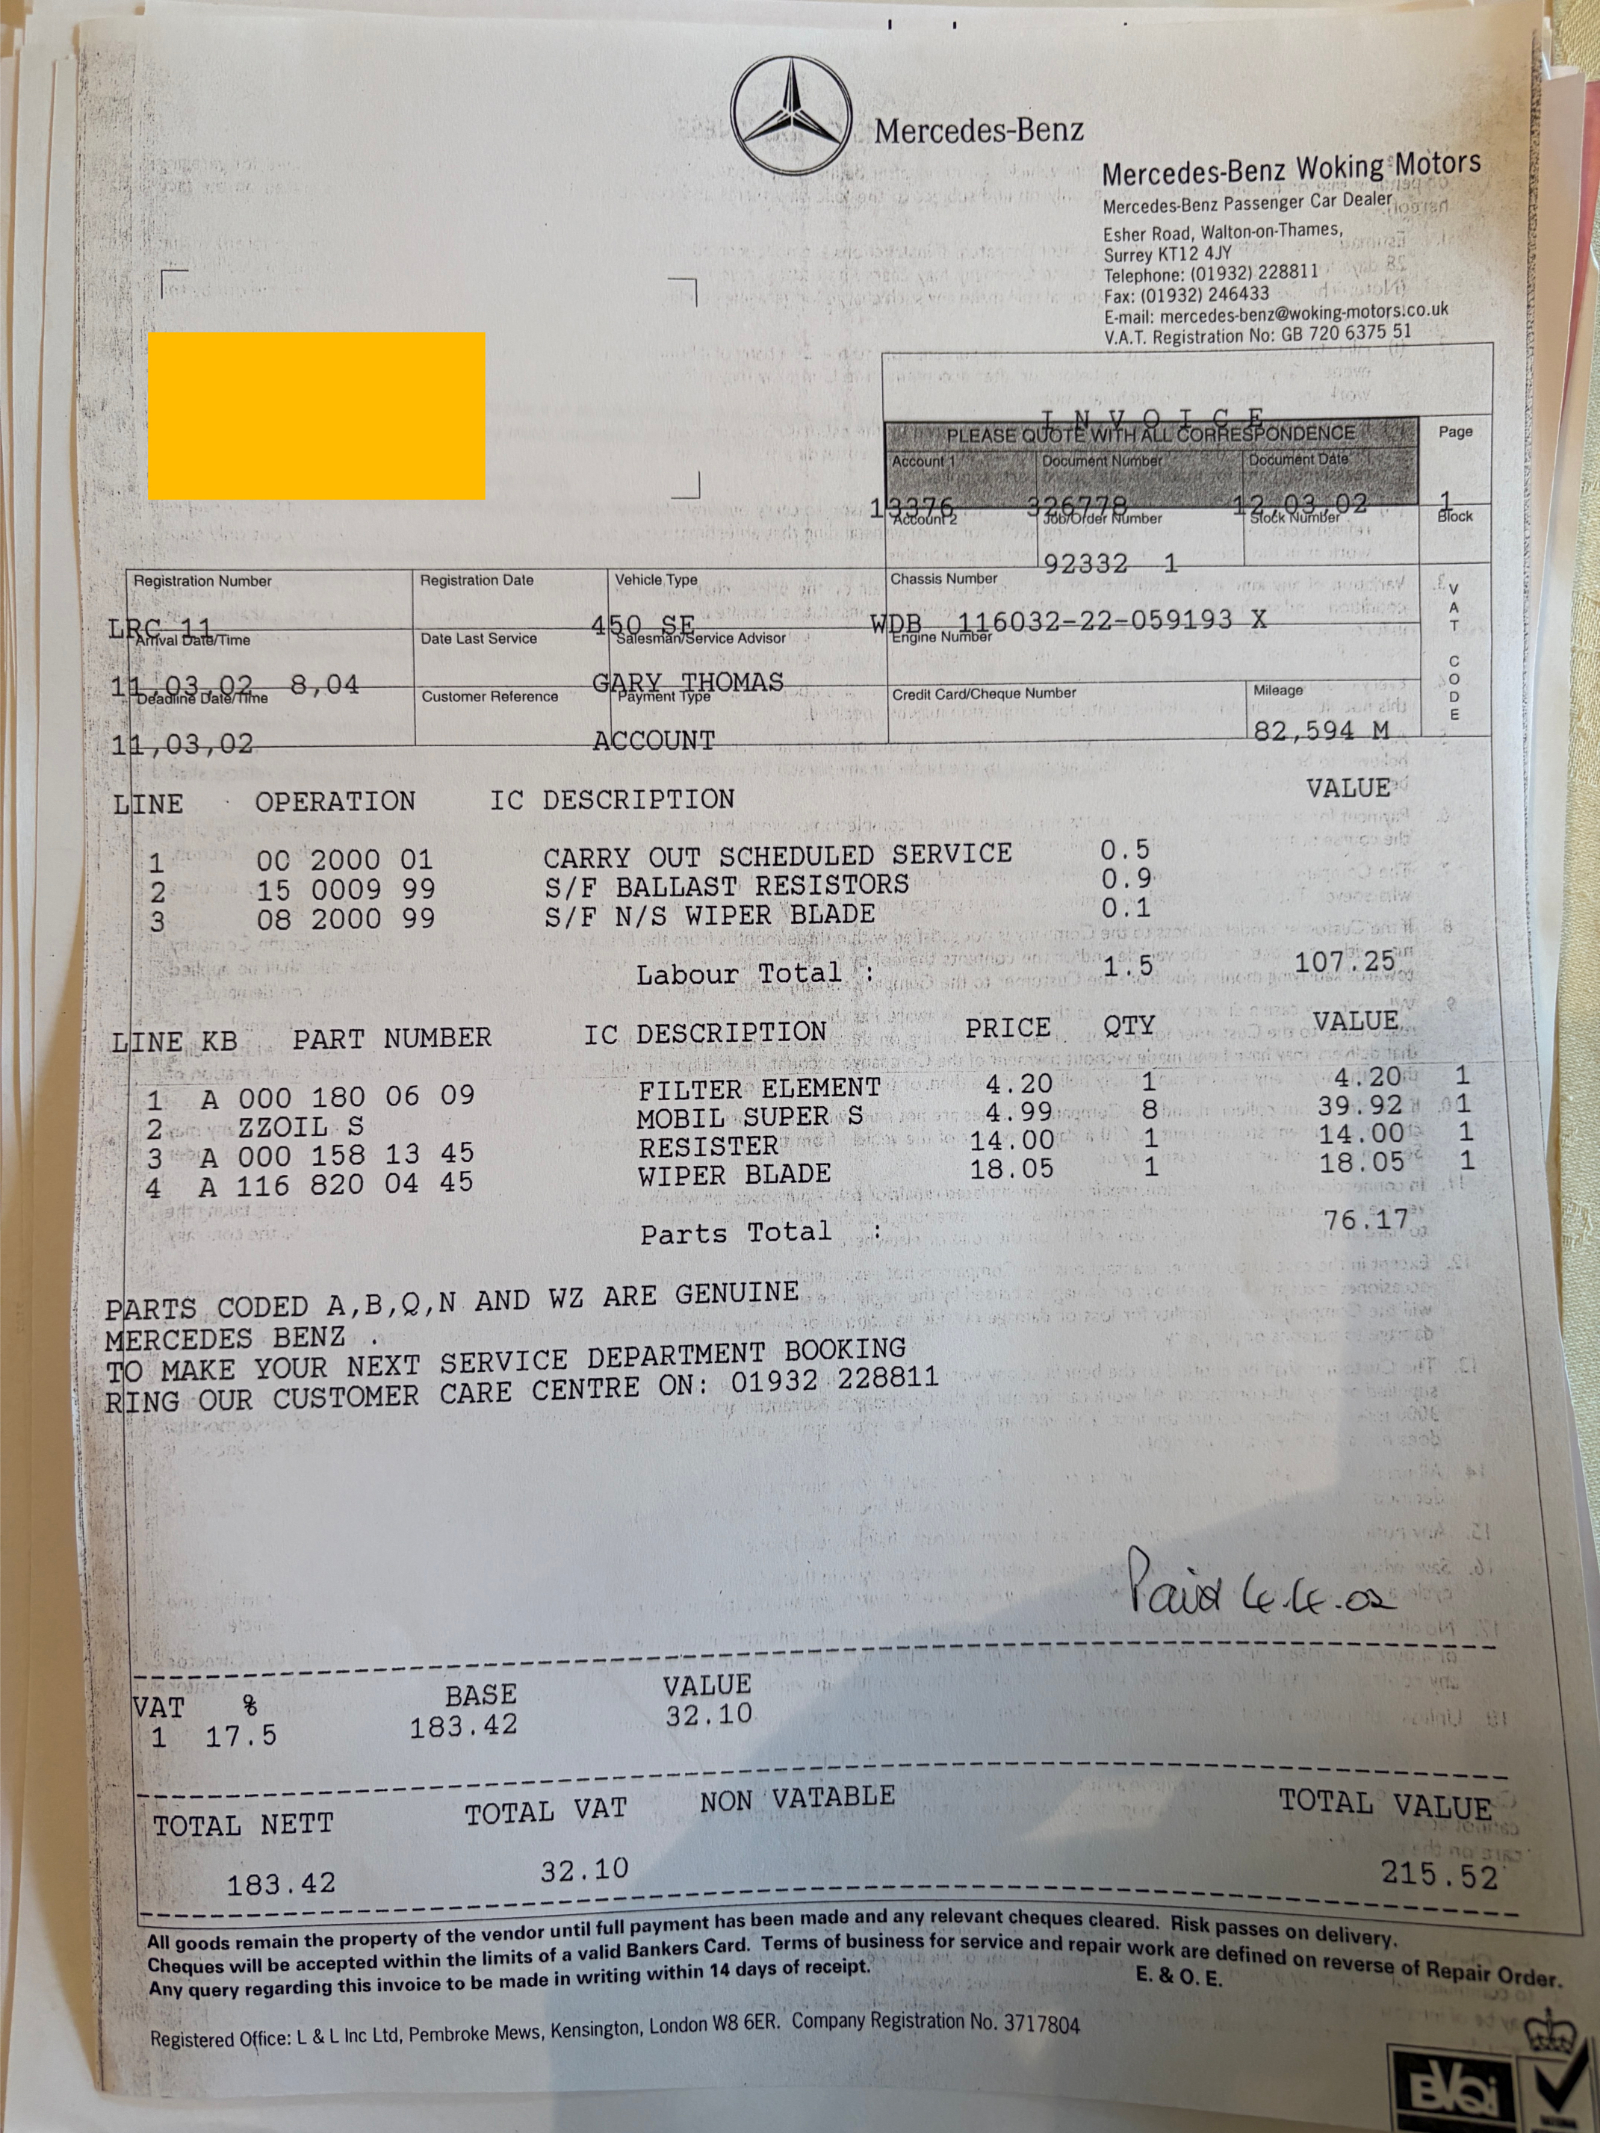 Mercedes-Benz
Mercedes-Benz Woking Motors
Mercedes-Benz Passenger Car Dealer
Esher Road, Walton-on-Thames,
Surrey KT12 4JY
Telephone: (01932) 228811
Fax: (01932) 246433
E-mail: mercedes-benz@woking-motors.co.uk
V.A.T. Registration No: GB 720 6375 51
I N V O I C E
PLEASE QUOTE WITH ALL CORRESPONDENCE Page
Account 1 Document Number Document Date
13376 326778 12,03,02 1
Account 2 Job/Order Number Stock Number Block
92332 1
Registration Number Registration Date Vehicle Type Chassis Number VAT CODE
LRC 11 450 SE WDB 116032-22-059193 X
Arrival Date/Time Date Last Service Salesman/Service Advisor Engine Number
11,03,02 8,04 GARY THOMAS
Deadline Date/Time Customer Reference Payment Type Credit Card/Cheque Number Mileage
11,03,02 ACCOUNT 82,594 M
LINE OPERATION IC DESCRIPTION VALUE
1 00 2000 01 CARRY OUT SCHEDULED SERVICE 0.5
2 15 0009 99 S/F BALLAST RESISTORS 0.9
3 08 2000 99 S/F N/S WIPER BLADE 0.1
Labour Total : 1.5 107.25
LINE KB PART NUMBER IC DESCRIPTION PRICE QTY VALUE
1 A 000 180 06 09 FILTER ELEMENT 4.20 1 4.20 1
2 ZZOIL S MOBIL SUPER S 4.99 8 39.92 1
3 A 000 158 13 45 RESISTER 14.00 1 14.00 1
4 A 116 820 04 45 WIPER BLADE 18.05 1 18.05 1
Parts Total : 76.17
PARTS CODED A,B,Q,N AND WZ ARE GENUINE
MERCEDES BENZ .
TO MAKE YOUR NEXT SERVICE DEPARTMENT BOOKING
RING OUR CUSTOMER CARE CENTRE ON: 01932 228811
Paid 4.4.02
VAT % BASE VALUE
1 17.5 183.42 32.10
TOTAL NETT TOTAL VAT NON VATABLE TOTAL VALUE
183.42 32.10 215.52
All goods remain the property of the vendor until full payment has been made and any relevant cheques cleared. Risk passes on delivery.
Cheques will be accepted within the limits of a valid Bankers Card. Terms of business for service and repair work are defined on reverse of Repair Order.
Any query regarding this invoice to be made in writing within 14 days of receipt. E. & O. E.
Registered Office: L & L Inc Ltd, Pembroke Mews, Kensington, London W8 6ER. Company Registration No. 3717804
BVQi